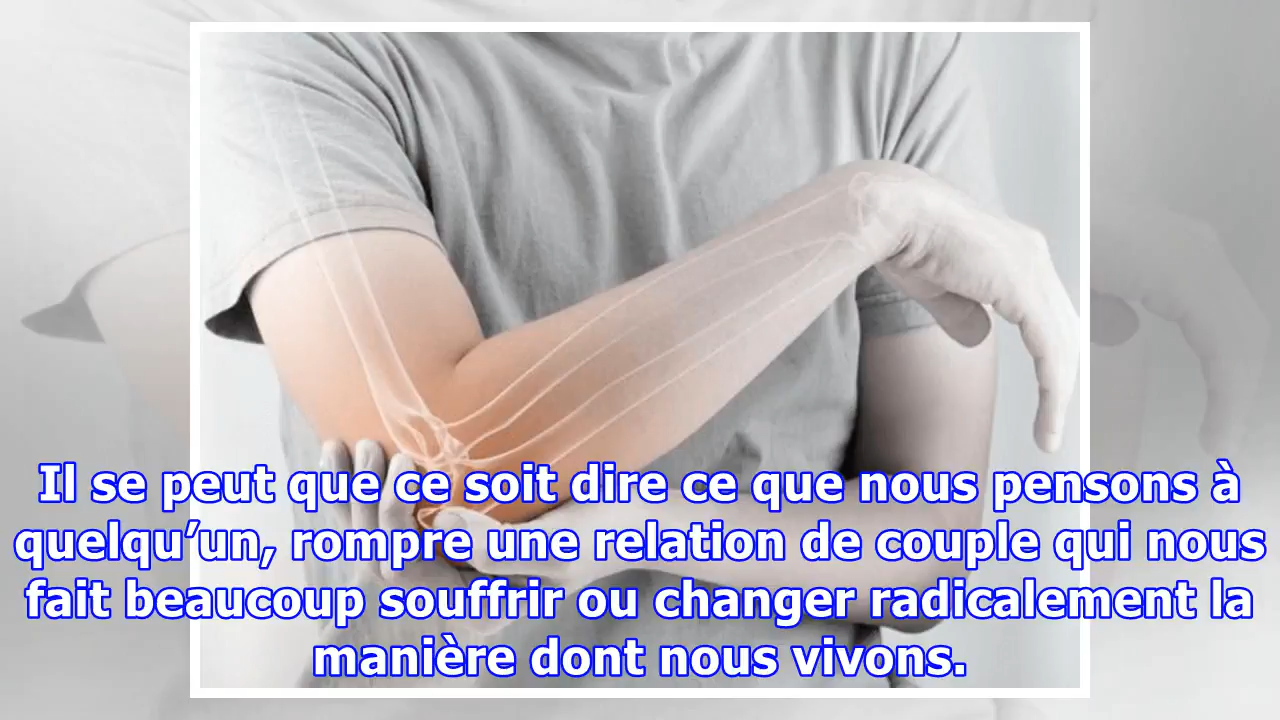 Il se peut que ce soit dire ce que nous pensons à
quelqu’un, rompre une relation de couple qui nous
fait beaucoup souffrir ou changer radicalement la
manière dont nous vivons.